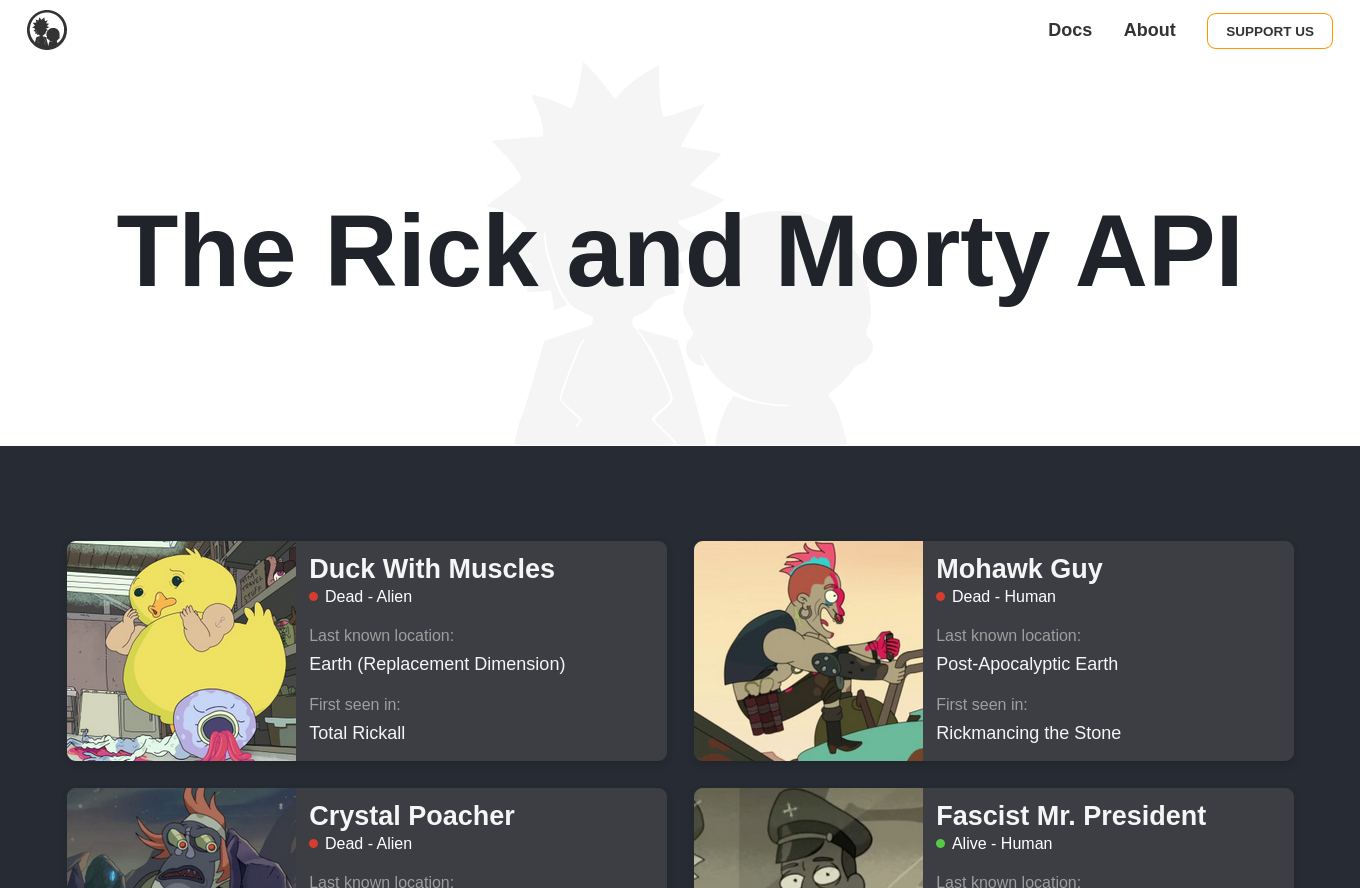 Docs
About
SUPPORT US
The Rick and Morty API
Duck With Muscles
Dead - Alien
Last known location:
Earth (Replacement Dimension)
First seen in:
Total Rickall
Mohawk Guy
Dead - Human
Last known location:
Post-Apocalyptic Earth
First seen in:
Rickmancing the Stone
Crystal Poacher
Dead - Alien
Last known location:
Fascist Mr. President
Alive - Human
Last known location: